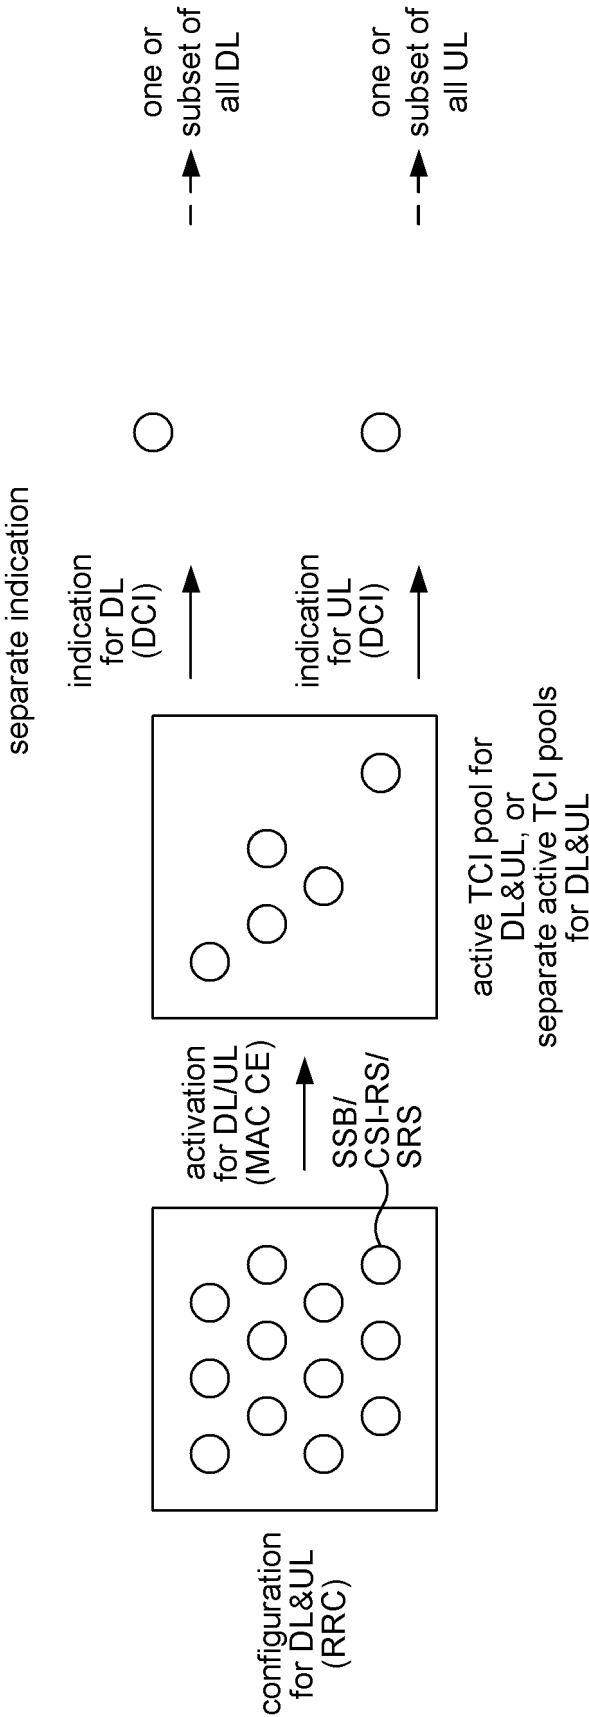 separate indication
configuration
for DL&UL
(RRC)
activation
for DL/UL
(MAC CE)
SSB/
CSI-RS/
SRS
active TCI pool for
DL&UL, or
separate active TCI pools
for DL&UL
indication
for DL
(DCI)
one or
subset of
all DL
indication
for UL
(DCI)
one or
subset of
all UL